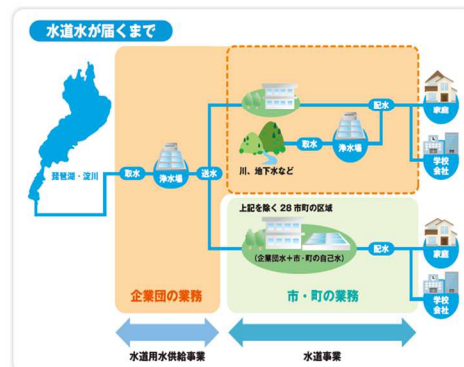 水道水が届くまで
琵琶湖・淀川
取水
浄水場
送水
川、地下水など
取水
浄水場
配水
家庭
学校
会社
上記を除く28市町の区域
(企業団水+市・町の自己水)
配水
家庭
学校
会社
企業団の業務
市・町の業務
水道用水供給事業
水道事業